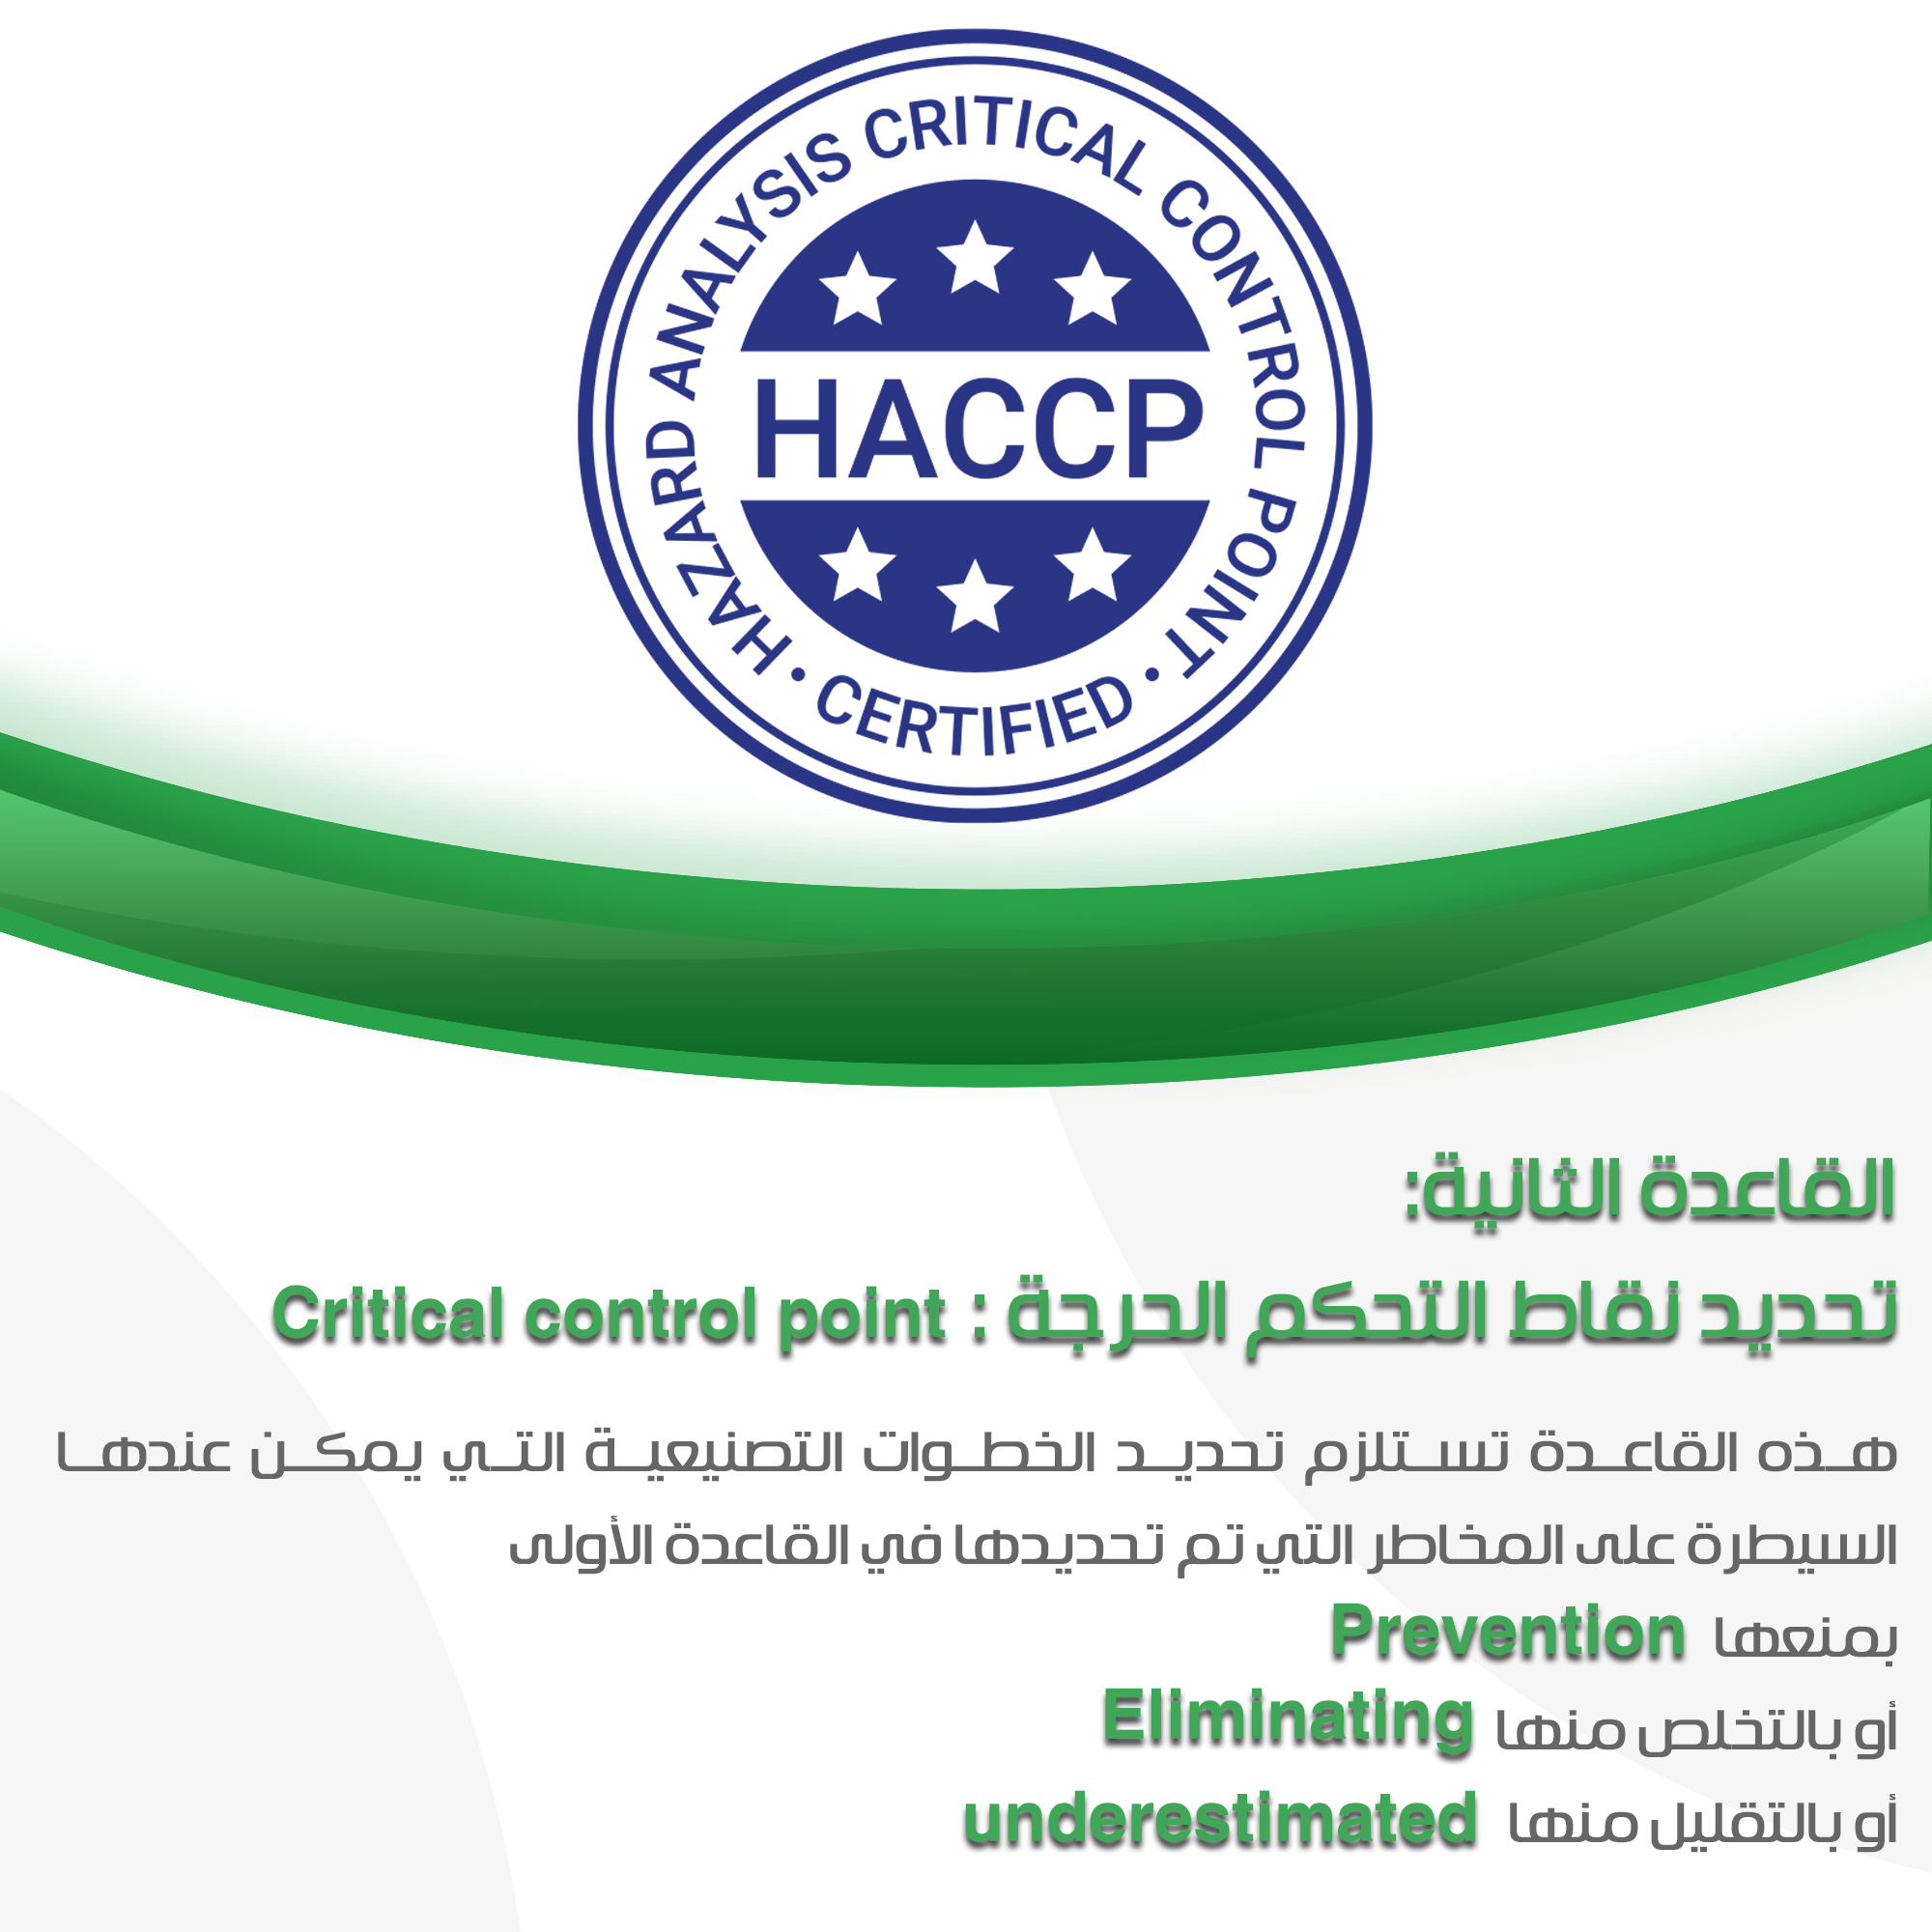 HAZARD ANALYSIS CRITICAL CONTROL POINT
HACCP
• CERTIFIED •
القاعدة الثانية:
تحديد نقاط التحكم الحرجة : Critical control point
هـذه القاعـدة تسـتلزم تحديـد الخطـوات التصنيعيـة التـي يمكـن عندهـا
السيطرة على المخاطر التي تم تحديدها في القاعدة الأولى
بمنعها Prevention
أو بالتخلص منها Eliminating
أو بالتقليل منها underestimated